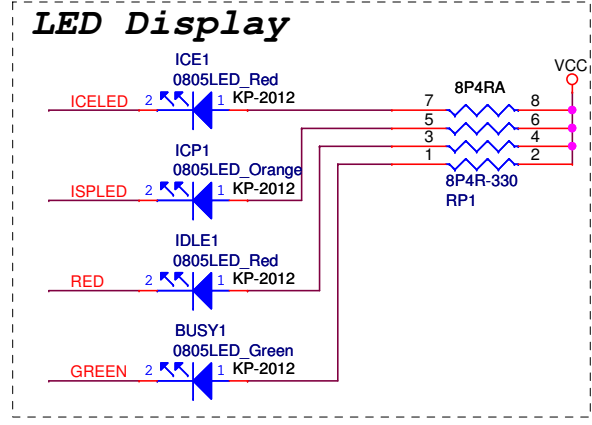 LED Display
ICE1
0805LED_Red
ICELED 2 1 KP-2012
VCC
8P4RA
7 8
5 6
3 4
1 2
8P4R-330
RP1
ICP1
0805LED_Orange
ISPLED 2 1 KP-2012
IDLE1
0805LED_Red
RED 2 1 KP-2012
BUSY1
0805LED_Green
GREEN 2 1 KP-2012